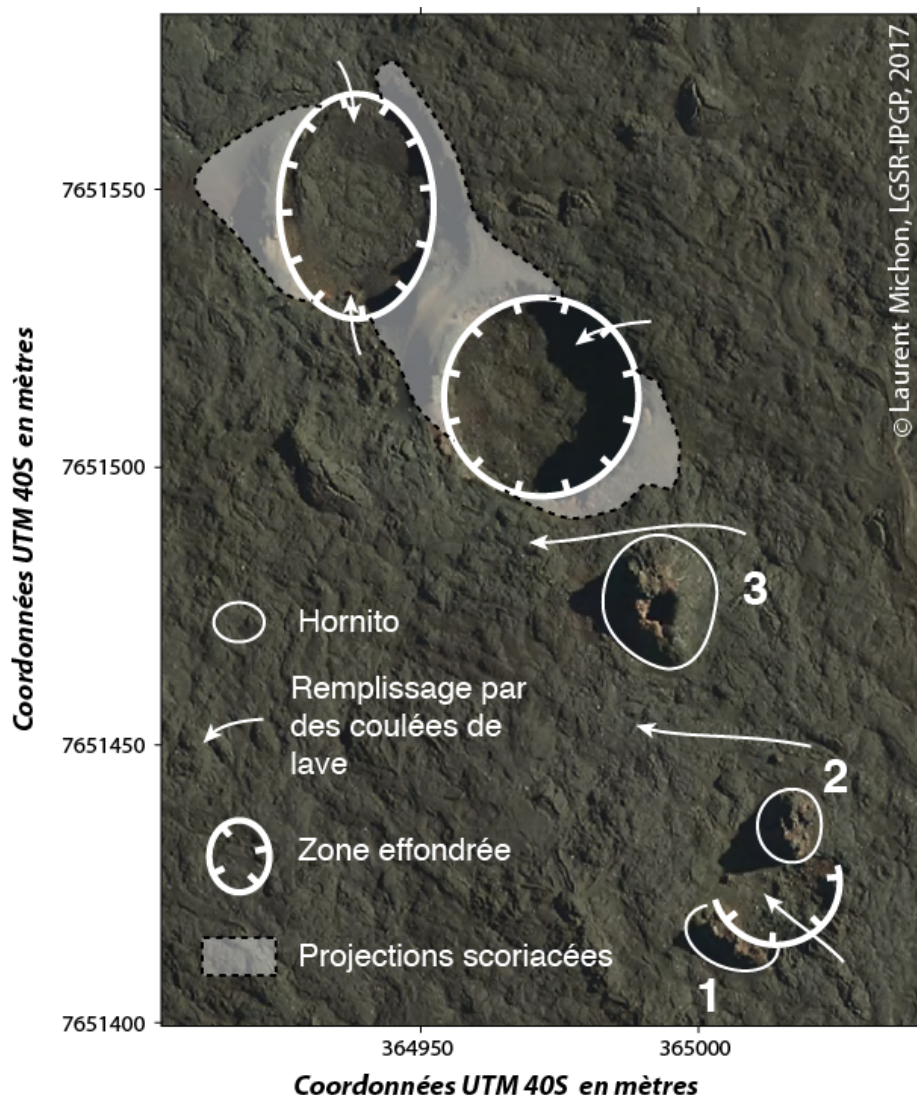 © Laurent Michon, LGSR-IPGP, 2017
7651550
7651500
7651450
7651400
Coordonnées UTM 40S en mètres
3
Hornito
Remplissage par
des coulées de
lave
2
Zone effondrée
Projections scoriacées
1
364950
365000
Coordonnées UTM 40S en mètres